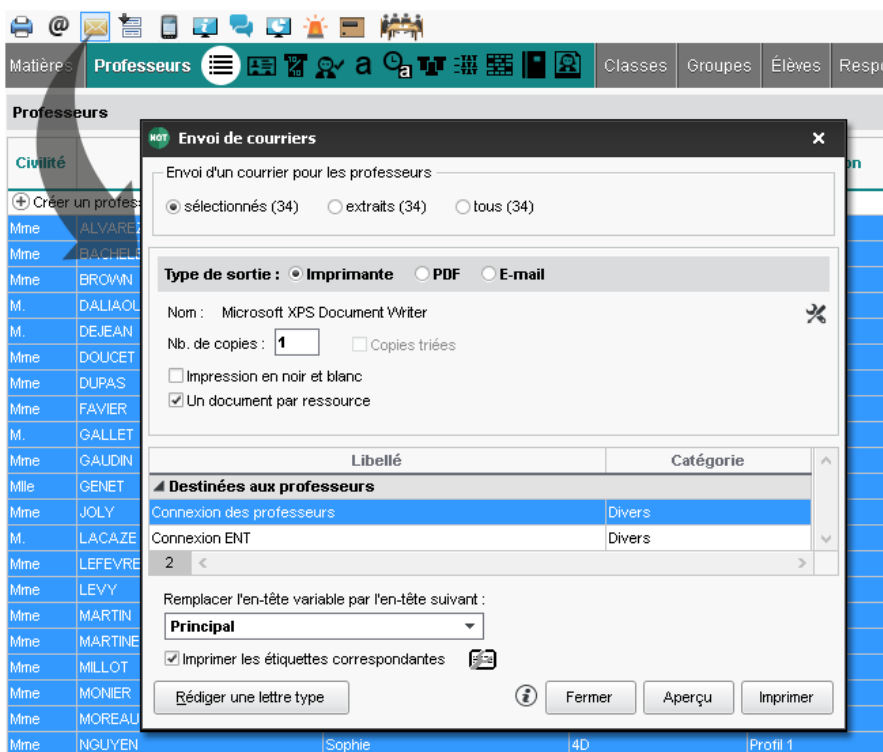 Matières Professeurs a a Classes Groupes Élèves
Professeurs
NOT Envoi de courriers
Civilité
Envoi d'un courrier pour les professeurs
sélectionnés (34) extraits (34) tous (34)
Créer un
Mme ALVAREZ
Mme
Mme BROWN
M.
M. DEJEAN
Mme DOUCET
Mme DUPAS
Mme FAVIER
M. GALLET
Mme GAUDIN
Mlle GENET
Mme JOLY
M. LACAZE
Mme LEFEVRE
Mme LEVY
Mme MARTIN
Mme MARTINE
Mme MILLOT
Mme MONIER
Mme MOREAU
Mme NGUYEN Sophie 4D Profil 1
Type de sortie : Imprimante PDF E-mail
Nom : Microsoft XPS Document Writer
Nb. de copies : 1 Copies triées
Impression en noir et blanc
Un document par ressource
Libellé Catégorie
Destinées aux professeurs
Connexion des professeurs Divers
Connexion ENT Divers
2
Remplacer l'en-tête variable par l'en-tête suivant :
Principal
Imprimer les étiquettes correspondantes
Rédiger une lettre type Fermer Aperçu Imprimer